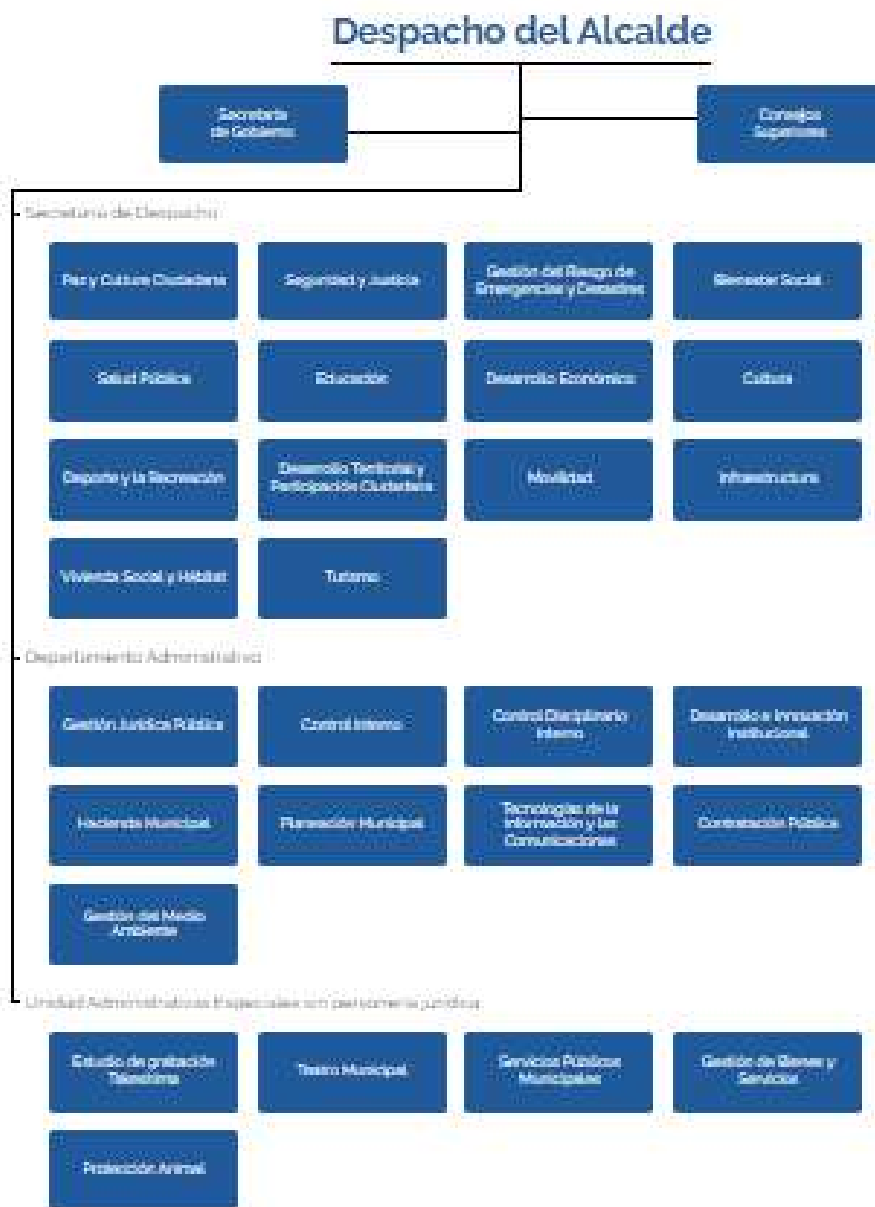 Despacho del Alcalde
Secretaría
de Gobierno
Consejos
Superiores
Secretaría de Despacho
Paz y Cultura Ciudadana
Seguridad y Justicia
Gestión del Riesgo de
Emergencias y Desastres
Bienestar Social
Salud Pública
Educación
Desarrollo Económico
Cultura
Deporte y la Recreación
Desarrollo Territorial y
Participación Ciudadana
Movilidad
Infraestructura
Vivienda Social y Hábitat
Turismo
Departamento Administrativo
Gestión Jurídica Pública
Control Interno
Control Disciplinario
Interno
Desarrollo e Innovación
Institucional
Hacienda Municipal
Planeación Municipal
Tecnologías de la
Información y las
Comunicaciones
Contratación Pública
Gestión del Medio
Ambiente
Unidad Administrativas Especiales sin personería jurídica
Estudio de grabación
Takeshima
Teatro Municipal
Servicios Públicos
Municipales
Gestión de Bienes y
Servicios
Protección Animal